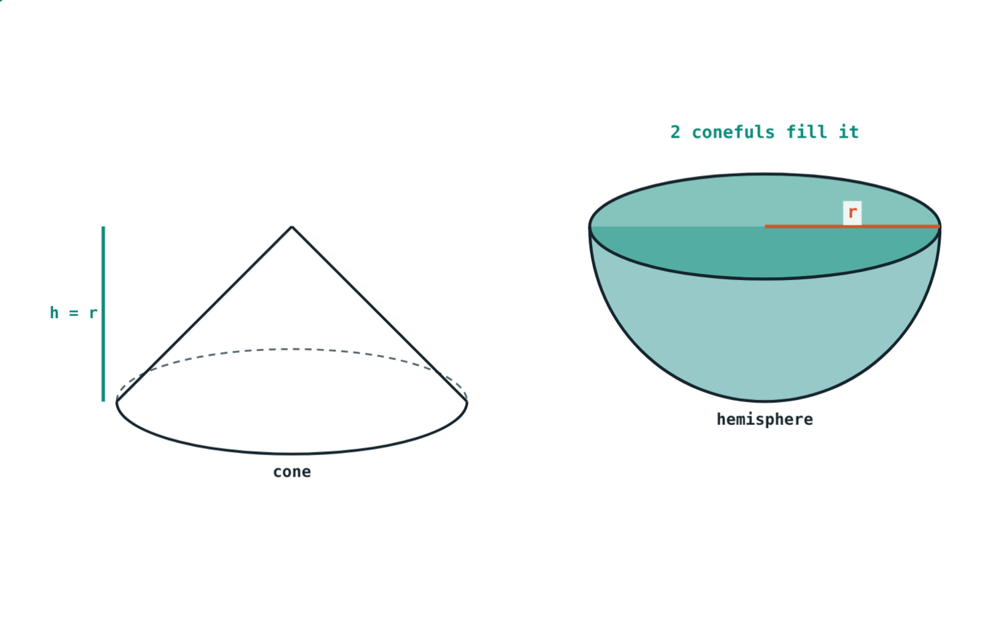 2 conefuls fill it
r
h = r
hemisphere
cone